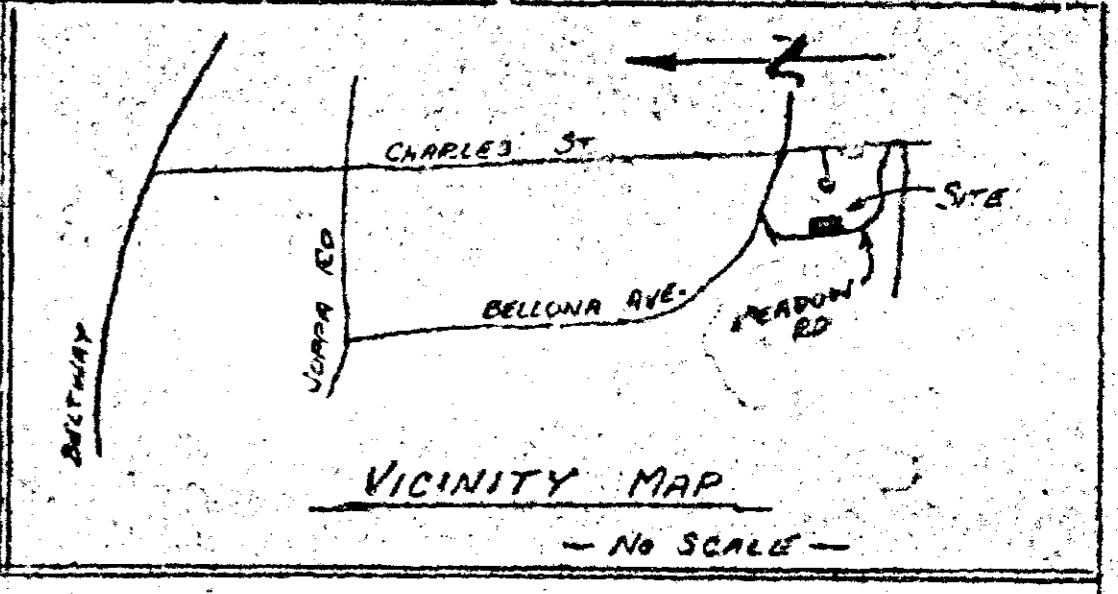 N
CHARLES ST
SITE
JOPPA RD
BELLONA AVE.
MEADOW
RD
BELTWAY
VICINITY MAP
— NO SCALE —